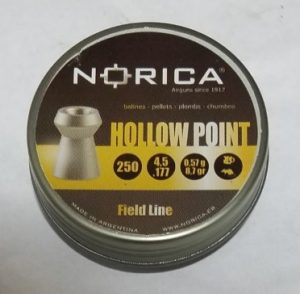 NORICA
Airguns since 1917
balines - pellets - plombs - chumbos
HOLLOW POINT
250
4,5
.177
0,57 g
8,7 gr
Field Line
MADE IN ARGENTINA
WWW.NORICA.ES